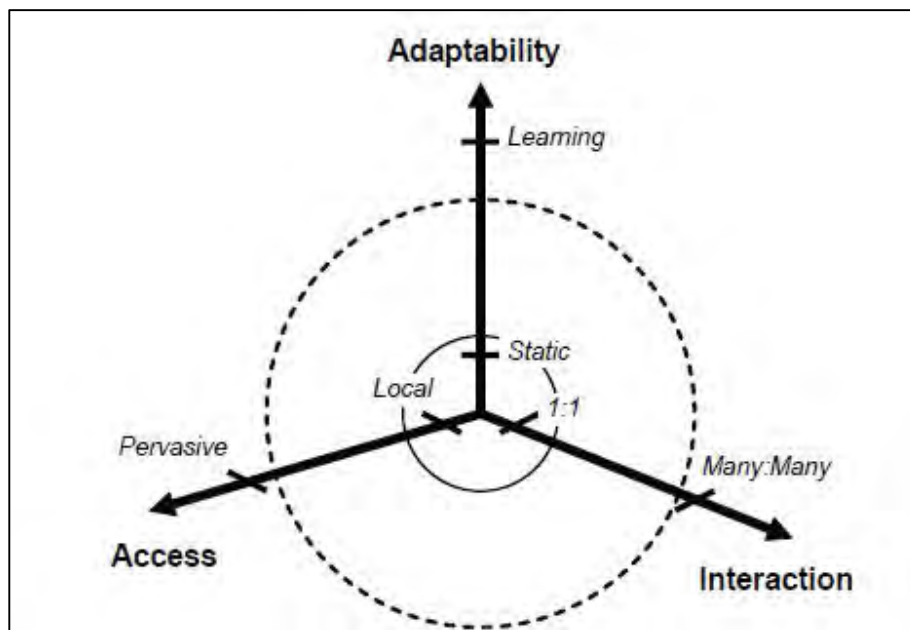 Adaptability
Learning
Static
Local
1:1
Pervasive
Many:Many
Access
Interaction